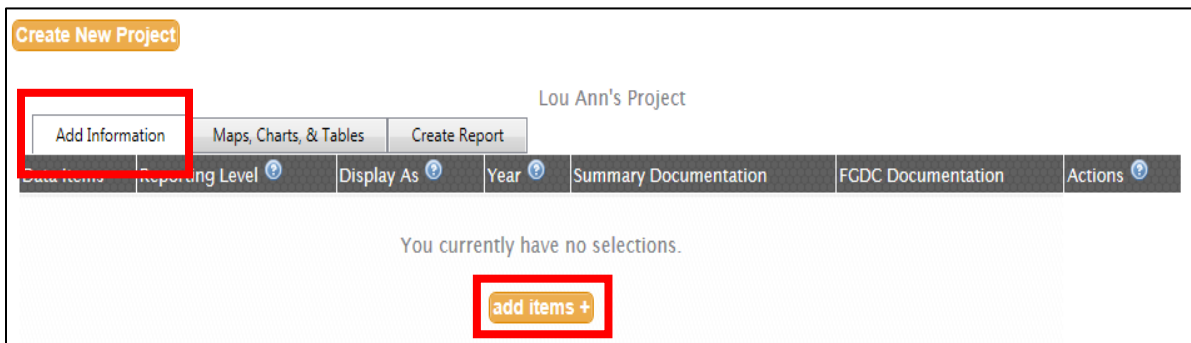 Create New Project
Lou Ann's Project
Add Information Maps, Charts, & Tables Create Report
Data Items Reporting Level ? Display As ? Year ? Summary Documentation FGDC Documentation Actions ?
You currently have no selections.
add items +